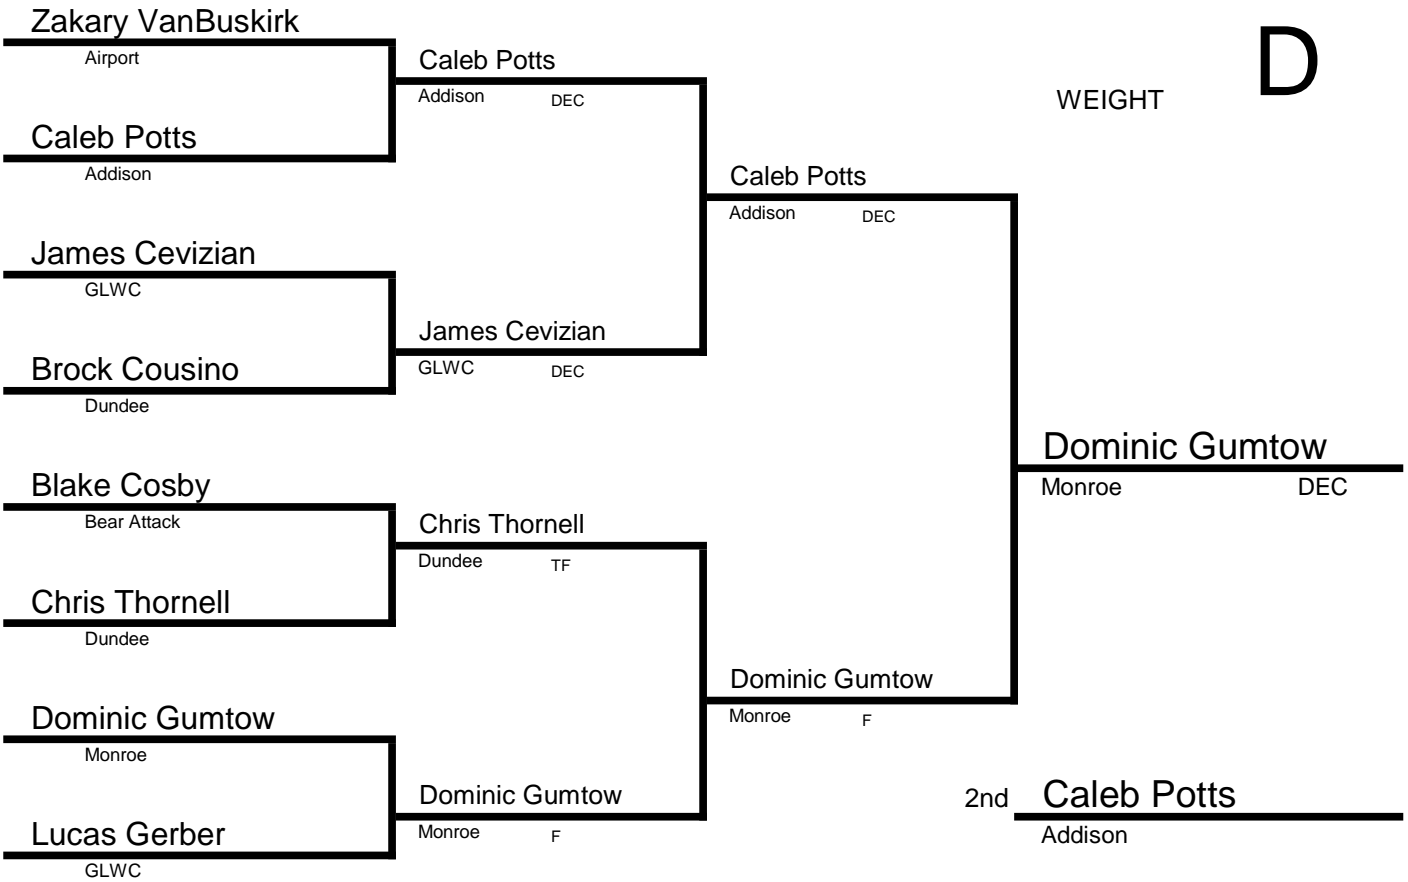 Zakary VanBuskirk
Airport
Caleb Potts
Addison
James Cevizian
GLWC
Brock Cousino
Dundee
Blake Cosby
Bear Attack
Chris Thornell
Dundee
Dominic Gumtow
Monroe
Lucas Gerber
GLWC
Caleb Potts
Addison DEC
James Cevizian
GLWC DEC
Chris Thornell
Dundee TF
Dominic Gumtow
Monroe F
Caleb Potts
Addison DEC
Dominic Gumtow
Monroe F
WEIGHT D
Dominic Gumtow
Monroe DEC
2nd Caleb Potts
Addison